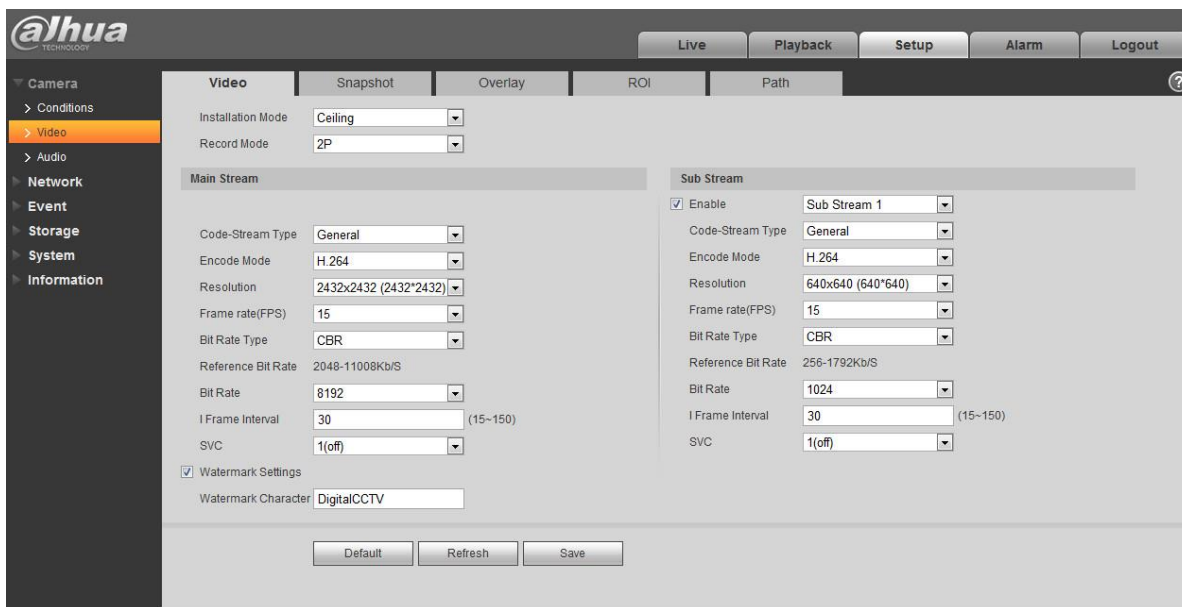 alhua
TECHNOLOGY
Live Playback Setup Alarm Logout
Camera
> Conditions
> Video
> Audio
Network
Event
Storage
System
Information
Video Snapshot Overlay ROI Path ?
Installation Mode Ceiling
Record Mode 2P
Main Stream
Code-Stream Type General
Encode Mode H.264
Resolution 2432x2432 (2432*2432)
Frame rate(FPS) 15
Bit Rate Type CBR
Reference Bit Rate 2048-11008Kb/S
Bit Rate 8192
I Frame Interval 30 (15~150)
SVC 1(off)
Watermark Settings
Watermark Character DigitalCCTV
Sub Stream
Enable Sub Stream 1
Code-Stream Type General
Encode Mode H.264
Resolution 640x640 (640*640)
Frame rate(FPS) 15
Bit Rate Type CBR
Reference Bit Rate 256-1792Kb/S
Bit Rate 1024
I Frame Interval 30 (15~150)
SVC 1(off)
Default Refresh Save